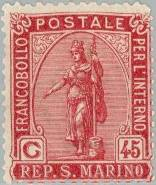 POSTALE
FRANCOBOLLO
PER L'INTERNO
C 45
REP. S. MARINO